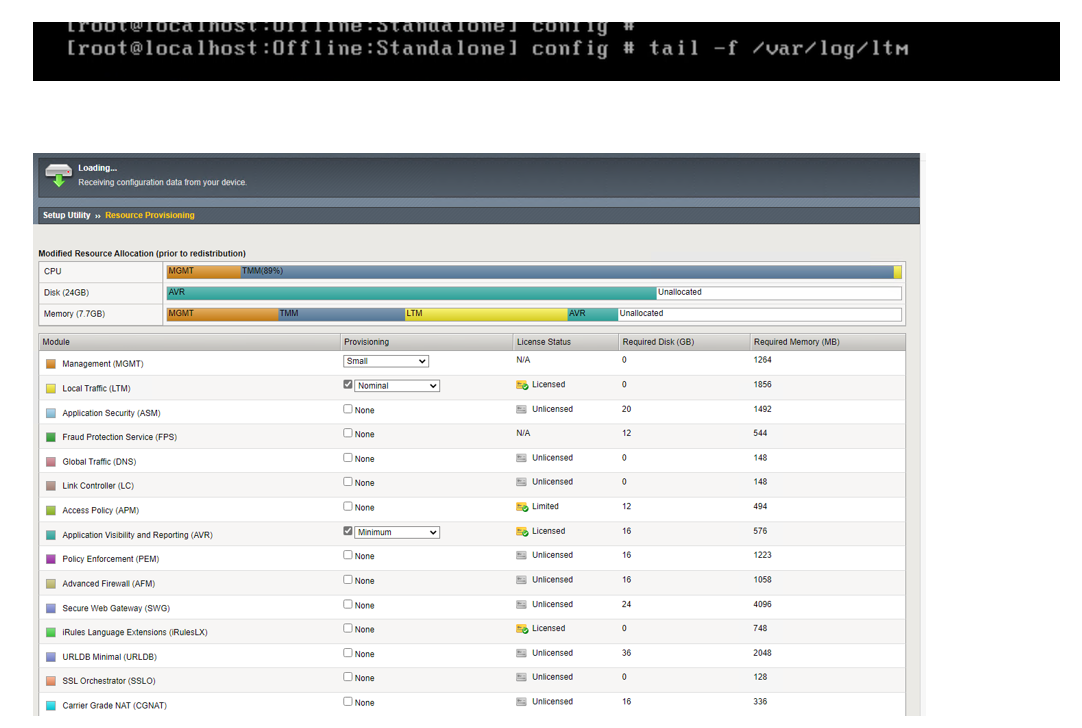 [root@localhost:Offline:Standalone] config #
[root@localhost:Offline:Standalone] config # tail -f /var/log/ltm
Loading...
Receiving configuration data from your device.
Setup Utility ›› Resource Provisioning
Modified Resource Allocation (prior to redistribution)
CPU MGMT TMM(89%)
Disk (24GB) AVR Unallocated
Memory (7.7GB) MGMT TMM LTM AVR Unallocated
Module Provisioning License Status Required Disk (GB) Required Memory (MB)
Management (MGMT) Small N/A 0 1264
Local Traffic (LTM) Nominal Licensed 0 1856
Application Security (ASM) None Unlicensed 20 1492
Fraud Protection Service (FPS) None N/A 12 544
Global Traffic (DNS) None Unlicensed 0 148
Link Controller (LC) None Unlicensed 0 148
Access Policy (APM) None Limited 12 494
Application Visibility and Reporting (AVR) Minimum Licensed 16 576
Policy Enforcement (PEM) None Unlicensed 16 1223
Advanced Firewall (AFM) None Unlicensed 16 1058
Secure Web Gateway (SWG) None Unlicensed 24 4096
iRules Language Extensions (iRulesLX) None Licensed 0 748
URLDB Minimal (URLDB) None Unlicensed 36 2048
SSL Orchestrator (SSLO) None Unlicensed 0 128
Carrier Grade NAT (CGNAT) None Unlicensed 16 336